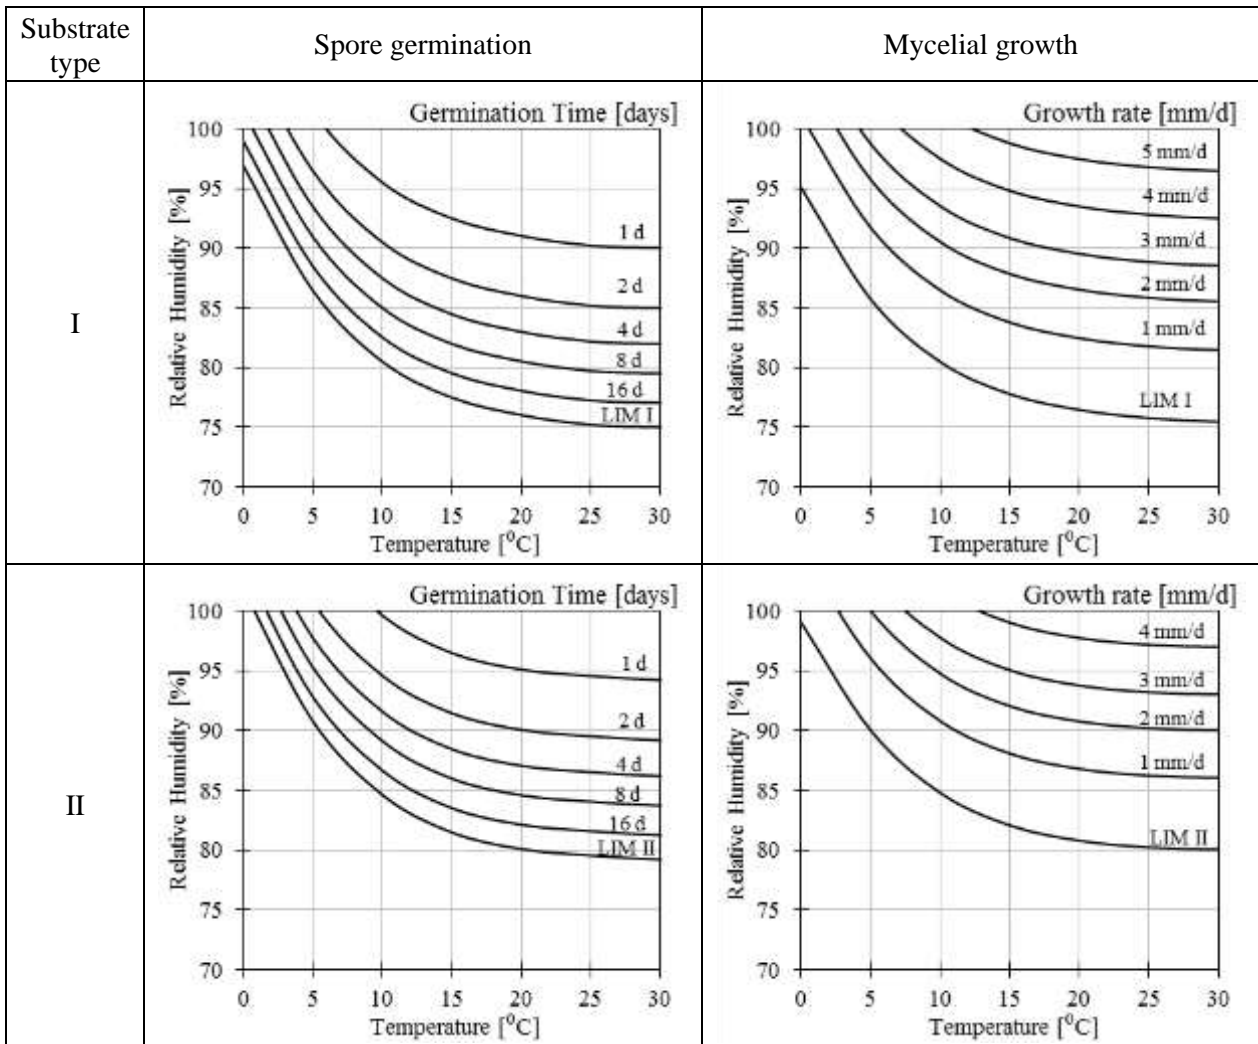 Substrate type
Spore germination
Mycelial growth
I
Germination Time [days]
Relative Humidity [%]
100
95
90
85
80
75
70
1 d
2 d
4 d
8 d
16 d
LIM I
0 5 10 15 20 25 30
Temperature [⁰C]
Growth rate [mm/d]
Relative Humidity [%]
100
95
90
85
80
75
70
5 mm/d
4 mm/d
3 mm/d
2 mm/d
1 mm/d
LIM I
0 5 10 15 20 25 30
Temperature [⁰C]
II
Germination Time [days]
Relative Humidity [%]
100
95
90
85
80
75
70
1 d
2 d
4 d
8 d
16 d
LIM II
0 5 10 15 20 25 30
Temperature [⁰C]
Growth rate [mm/d]
Relative Humidity [%]
100
95
90
85
80
75
70
4 mm/d
3 mm/d
2 mm/d
1 mm/d
LIM II
0 5 10 15 20 25 30
Temperature [⁰C]